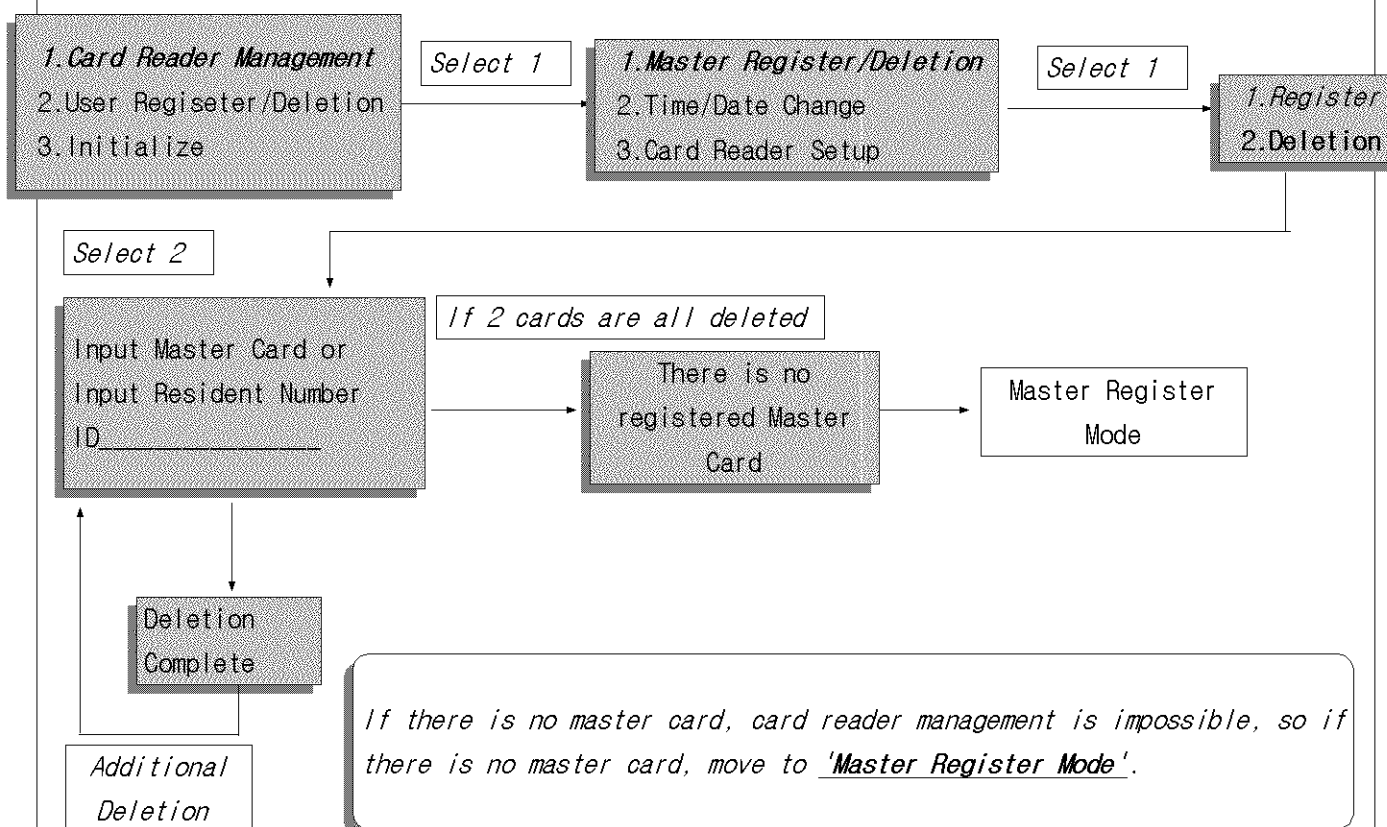 1.Card Reader Management
2.User Regiseter/Deletion
3.Initialize
Select 1
1.Master Register/Deletion
2.Time/Date Change
3.Card Reader Setup
Select 1
1.Register
2.Deletion
Select 2
Input Master Card or
Input Resident Number
ID________________
If 2 cards are all deleted
There is no
registered Master
Card
Master Register
Mode
Deletion
Complete
Additional
Deletion
If there is no master card, card reader management is impossible, so if
there is no master card, move to 'Master Register Mode'.